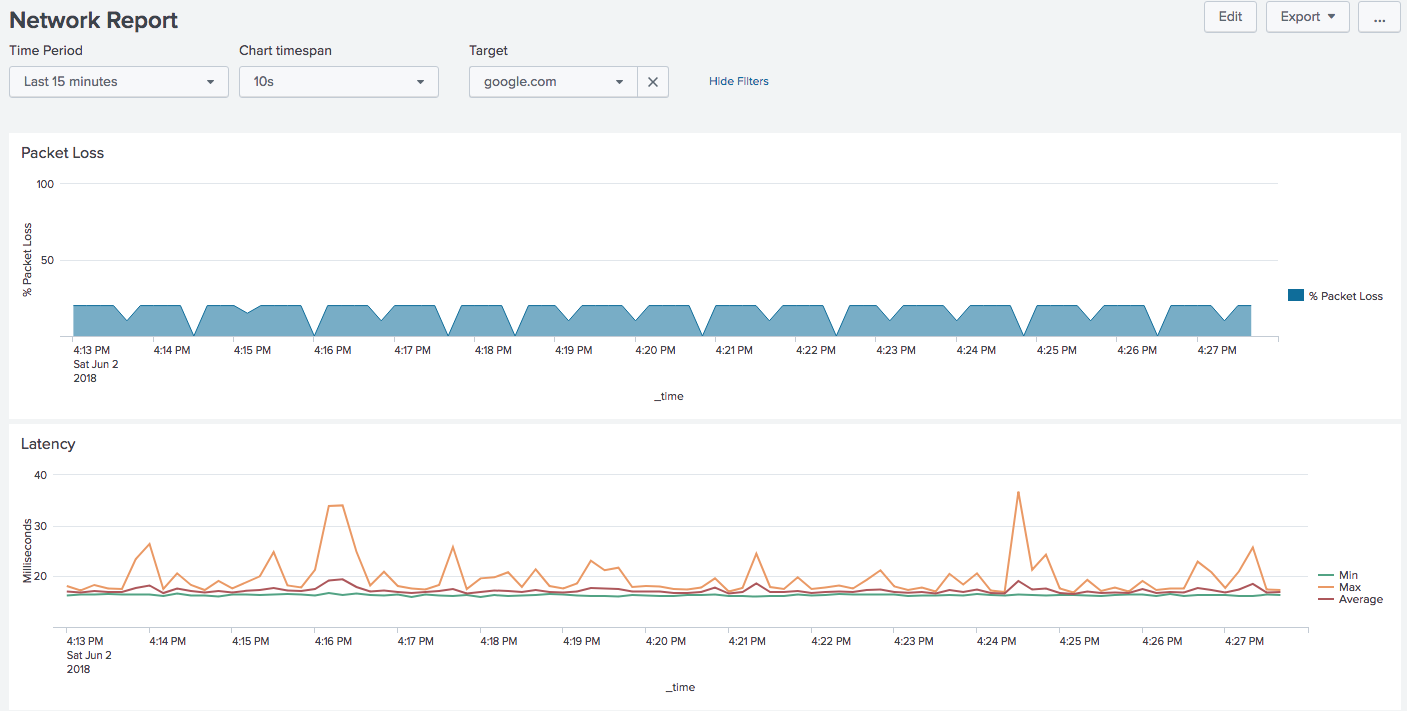 Network Report
Edit
Export
...
Time Period
Chart timespan
Target
Last 15 minutes
10s
google.com
Hide Filters
Packet Loss
100
50
% Packet Loss
% Packet Loss
4:13 PM 4:14 PM 4:15 PM 4:16 PM 4:17 PM 4:18 PM 4:19 PM 4:20 PM 4:21 PM 4:22 PM 4:23 PM 4:24 PM 4:25 PM 4:26 PM 4:27 PM
Sat Jun 2
2018
_time
Latency
40
30
20
Milliseconds
Min
Max
Average
4:13 PM 4:14 PM 4:15 PM 4:16 PM 4:17 PM 4:18 PM 4:19 PM 4:20 PM 4:21 PM 4:22 PM 4:23 PM 4:24 PM 4:25 PM 4:26 PM 4:27 PM
Sat Jun 2
2018
_time